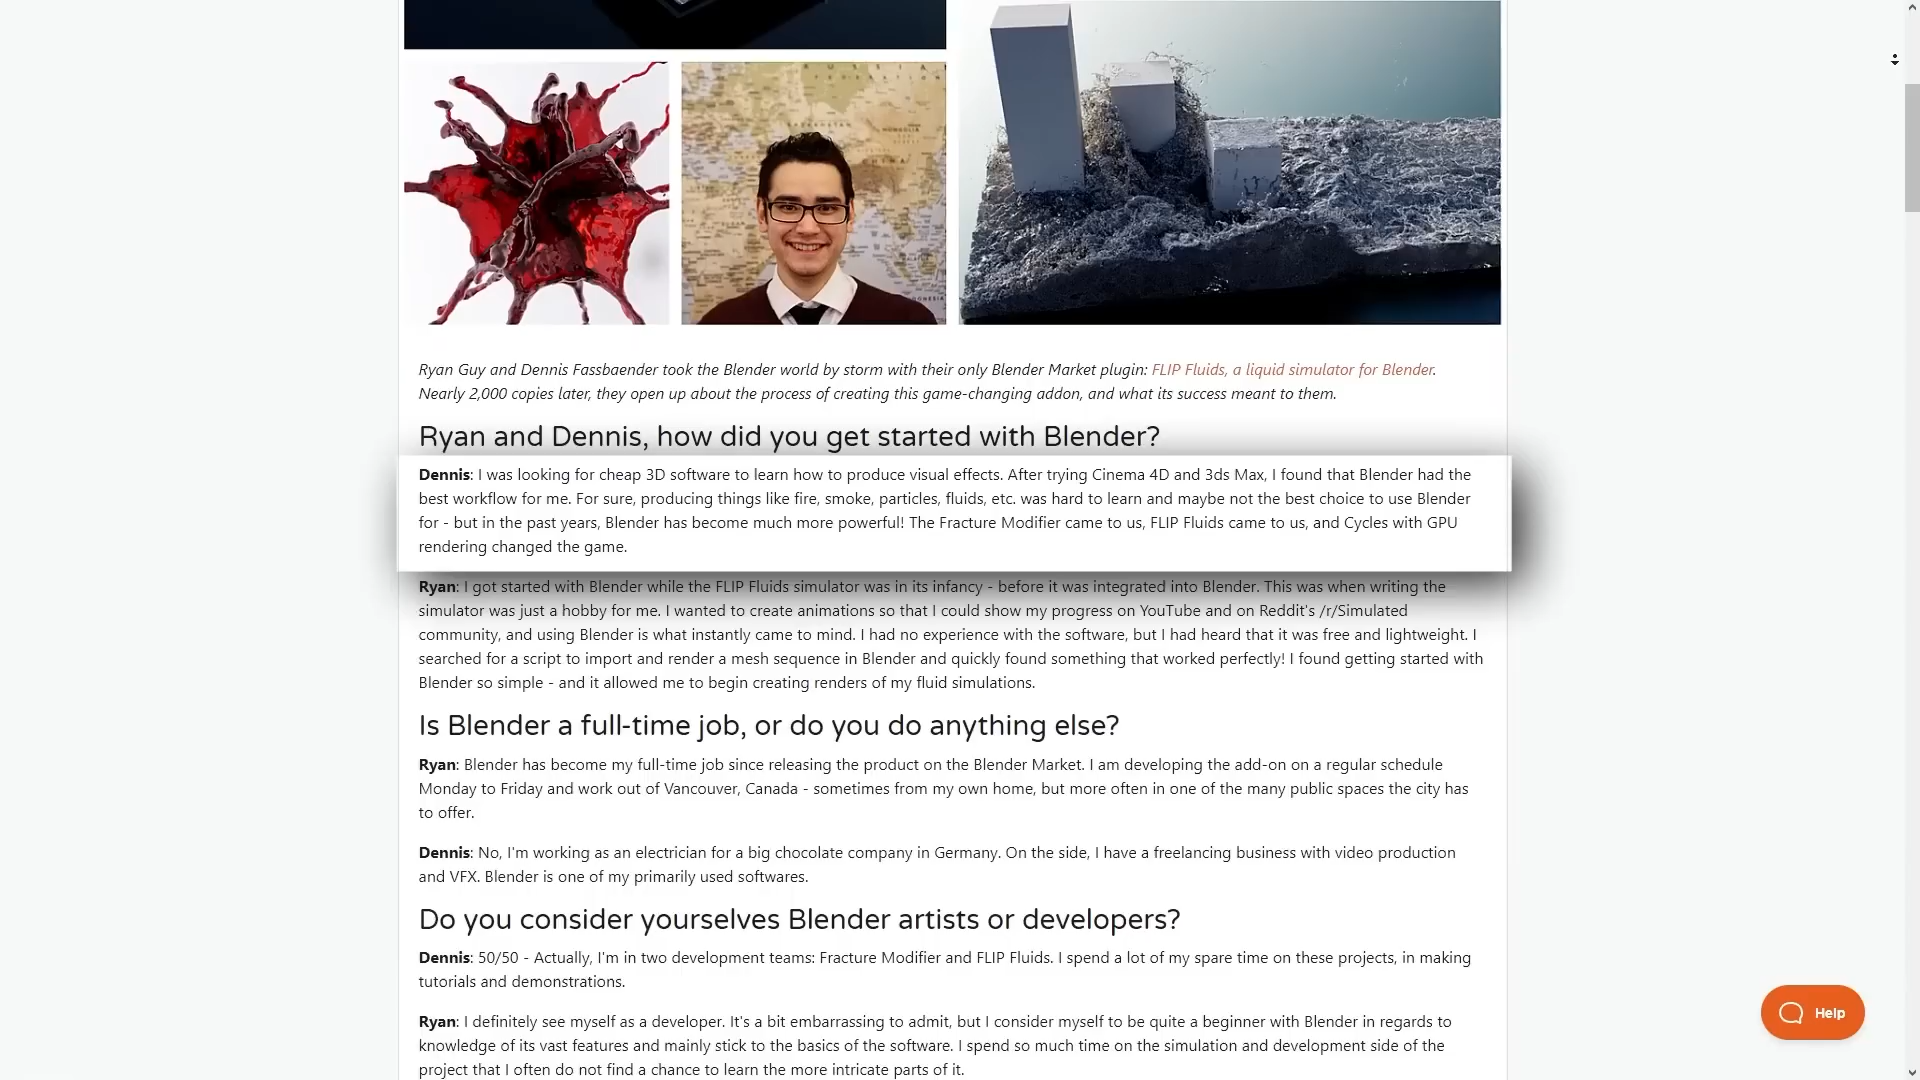 RUSSIA
KAZAKHSTAN
MONGOLIA
Ryan Guy and Dennis Fassbaender took the Blender world by storm with their only Blender Market plugin: FLIP Fluids, a liquid simulator for Blender.
Nearly 2,000 copies later, they open up about the process of creating this game-changing addon, and what its success meant to them.
Ryan and Dennis, how did you get started with Blender?
Dennis: I was looking for cheap 3D software to learn how to produce visual effects. After trying Cinema 4D and 3ds Max, I found that Blender had the
best workflow for me. For sure, producing things like fire, smoke, particles, fluids, etc. was hard to learn and maybe not the best choice to use Blender
for - but in the past years, Blender has become much more powerful! The Fracture Modifier came to us, FLIP Fluids came to us, and Cycles with GPU
rendering changed the game.
Ryan: I got started with Blender while the FLIP Fluids simulator was in its infancy - before it was integrated into Blender. This was when writing the
simulator was just a hobby for me. I wanted to create animations so that I could show my progress on YouTube and on Reddit's /r/Simulated
community, and using Blender is what instantly came to mind. I had no experience with the software, but I had heard that it was free and lightweight. I
searched for a script to import and render a mesh sequence in Blender and quickly found something that worked perfectly! I found getting started with
Blender so simple - and it allowed me to begin creating renders of my fluid simulations.
Is Blender a full-time job, or do you do anything else?
Ryan: Blender has become my full-time job since releasing the product on the Blender Market. I am developing the add-on on a regular schedule
Monday to Friday and work out of Vancouver, Canada - sometimes from my own home, but more often in one of the many public spaces the city has
to offer.
Dennis: No, I'm working as an electrician for a big chocolate company in Germany. On the side, I have a freelancing business with video production
and VFX. Blender is one of my primarily used softwares.
Do you consider yourselves Blender artists or developers?
Dennis: 50/50 - Actually, I'm in two development teams: Fracture Modifier and FLIP Fluids. I spend a lot of my spare time on these projects, in making
tutorials and demonstrations.
Ryan: I definitely see myself as a developer. It's a bit embarrassing to admit, but I consider myself to be quite a beginner with Blender in regards to
knowledge of its vast features and mainly stick to the basics of the software. I spend so much time on the simulation and development side of the
project that I often do not find a chance to learn the more intricate parts of it.
Help